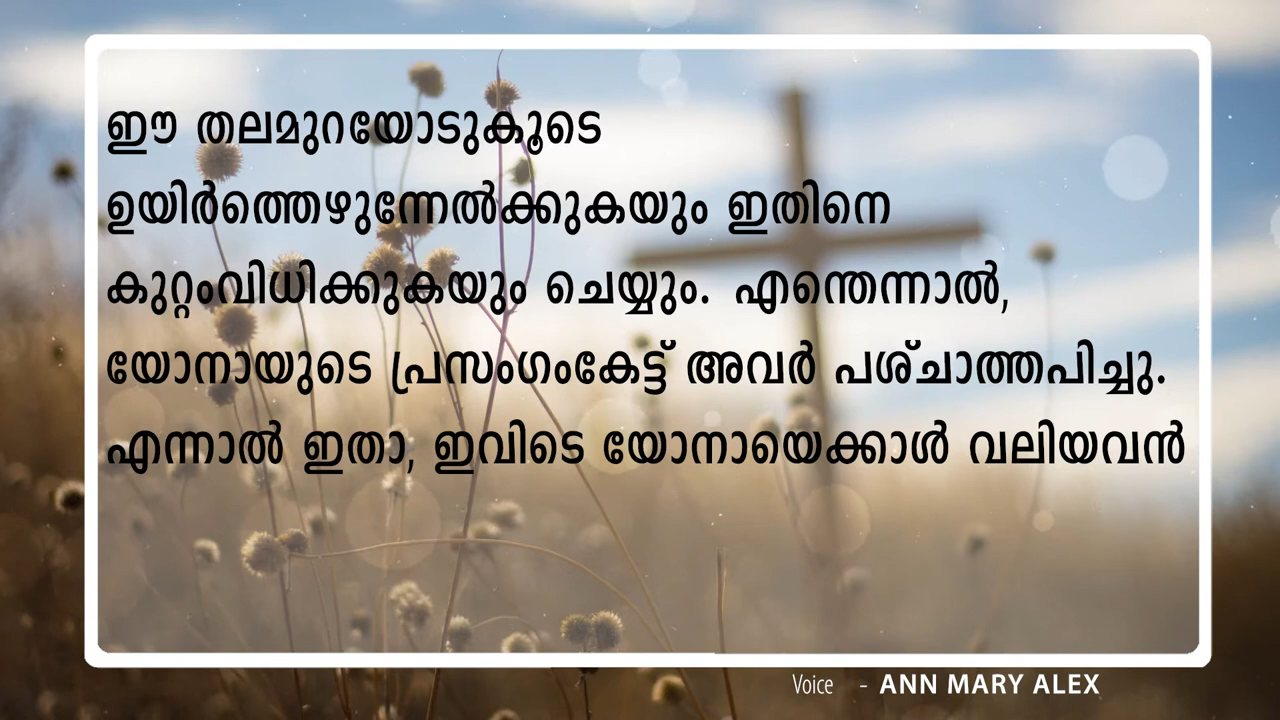 ഈ തലമുറയോടുകൂടെ
ഉയിർത്തെഴുന്നേൽക്കുകയും ഇതിനെ
കുറ്റംവിധിക്കുകയും ചെയ്യും. എന്തെന്നാൽ,
യോനായുടെ പ്രസംഗംകേട്ട് അവർ പശ്ചാത്തപിച്ചു.
എന്നാൽ ഇതാ, ഇവിടെ യോനായെക്കാൾ വലിയവൻ
Voice - ANN MARY ALEX